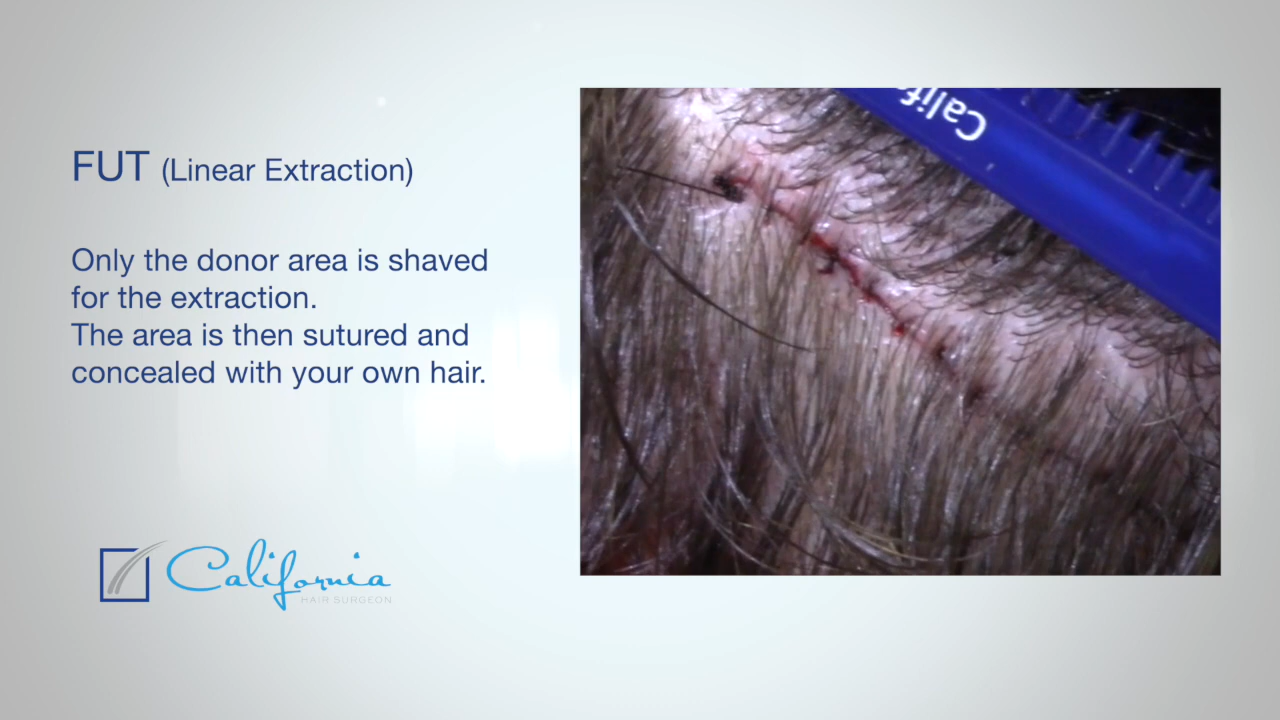 FUT (Linear Extraction)
Only the donor area is shaved
for the extraction.
The area is then sutured and
concealed with your own hair.
California
HAIR SURGEON
Calif